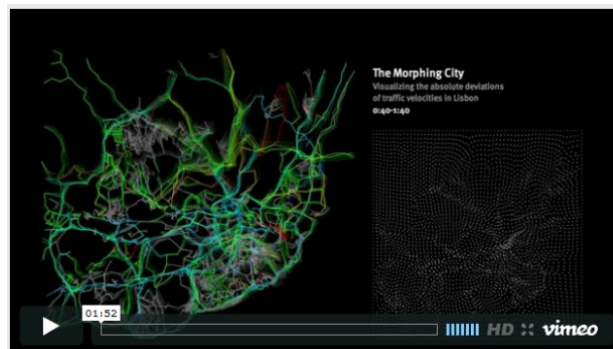 The Morphing City
Visualizing the absolute deviations
of traffic velocities in Lisbon
0:40-1:40
01:52
HD vimeo